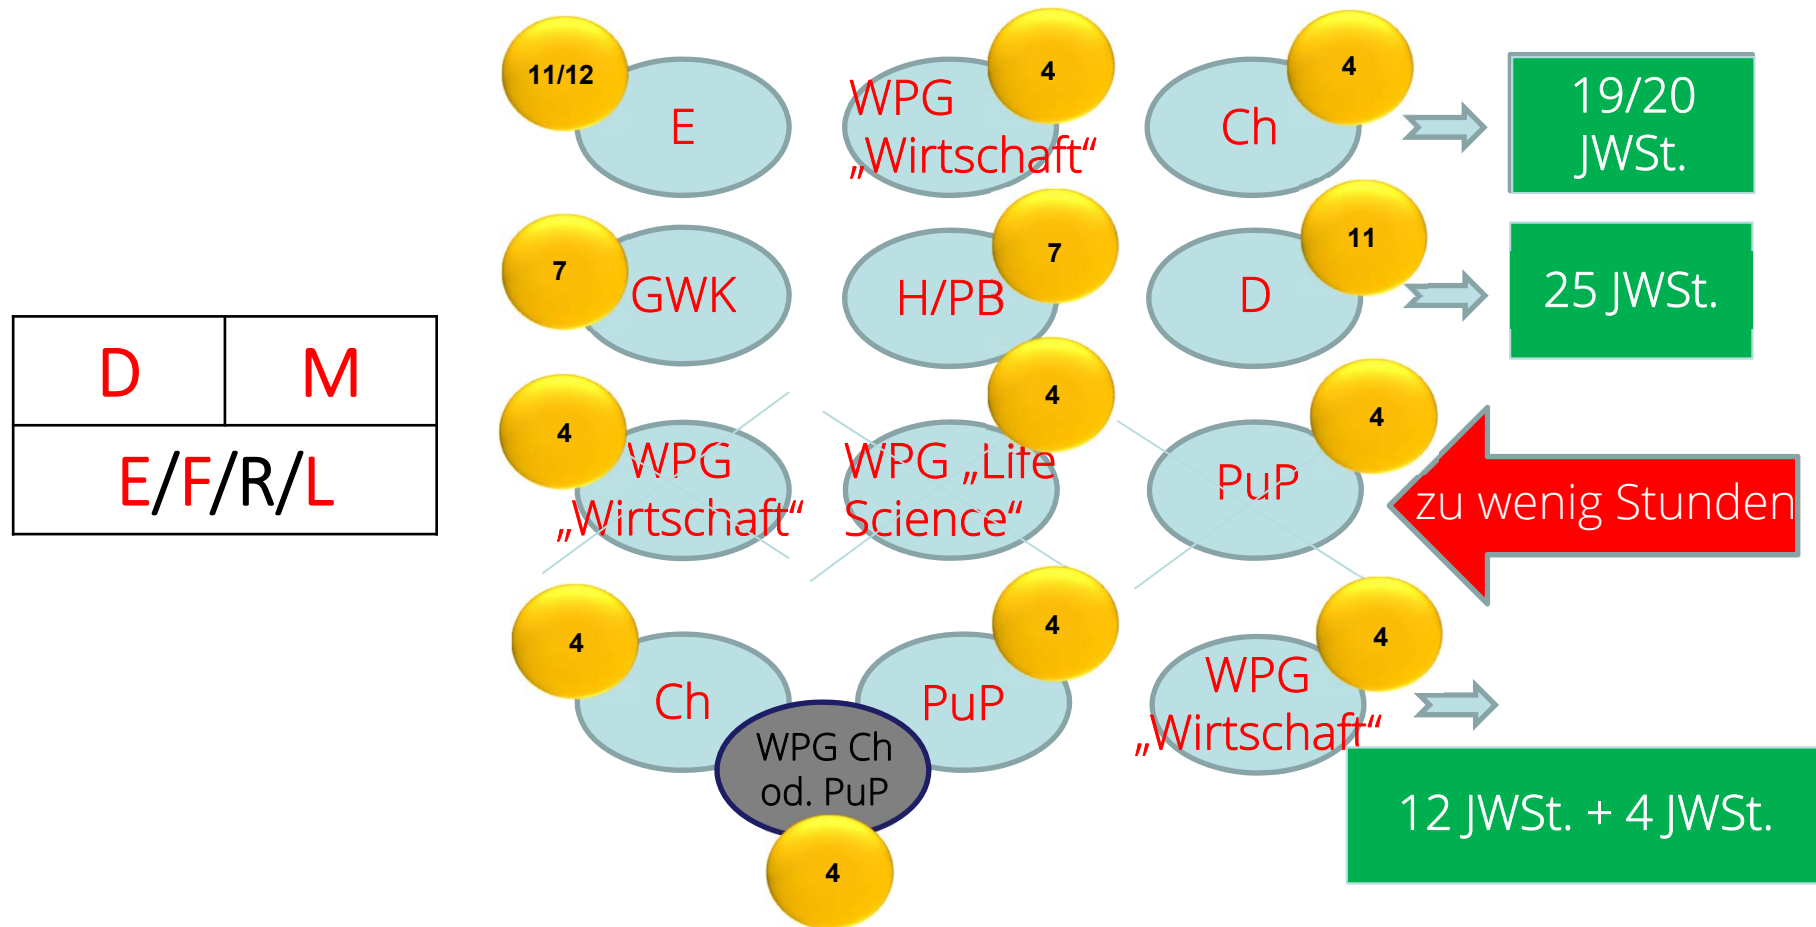 11/12
E
4
WPG
„Wirtschaft“
4
Ch
19/20
JWSt.
7
GWK
7
H/PB
11
D
25 JWSt.
D
M
E/F/R/L
4
WPG
„Wirtschaft“
4
WPG „Life
Science“
4
PuP
zu wenig Stunden
4
Ch
4
PuP
4
WPG
„Wirtschaft“
WPG Ch
od. PuP
4
12 JWSt. + 4 JWSt.